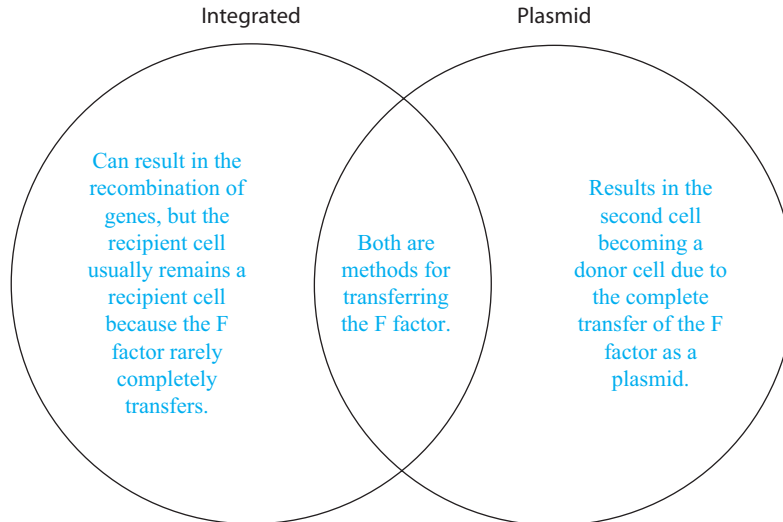 Integrated
Plasmid
Can result in the
recombination of
genes, but the
recipient cell
usually remains a
recipient cell
because the F
factor rarely
completely
transfers.
Both are
methods for
transferring
the F factor.
Results in the
second cell
becoming a
donor cell due to
the complete
transfer of the F
factor as a
plasmid.